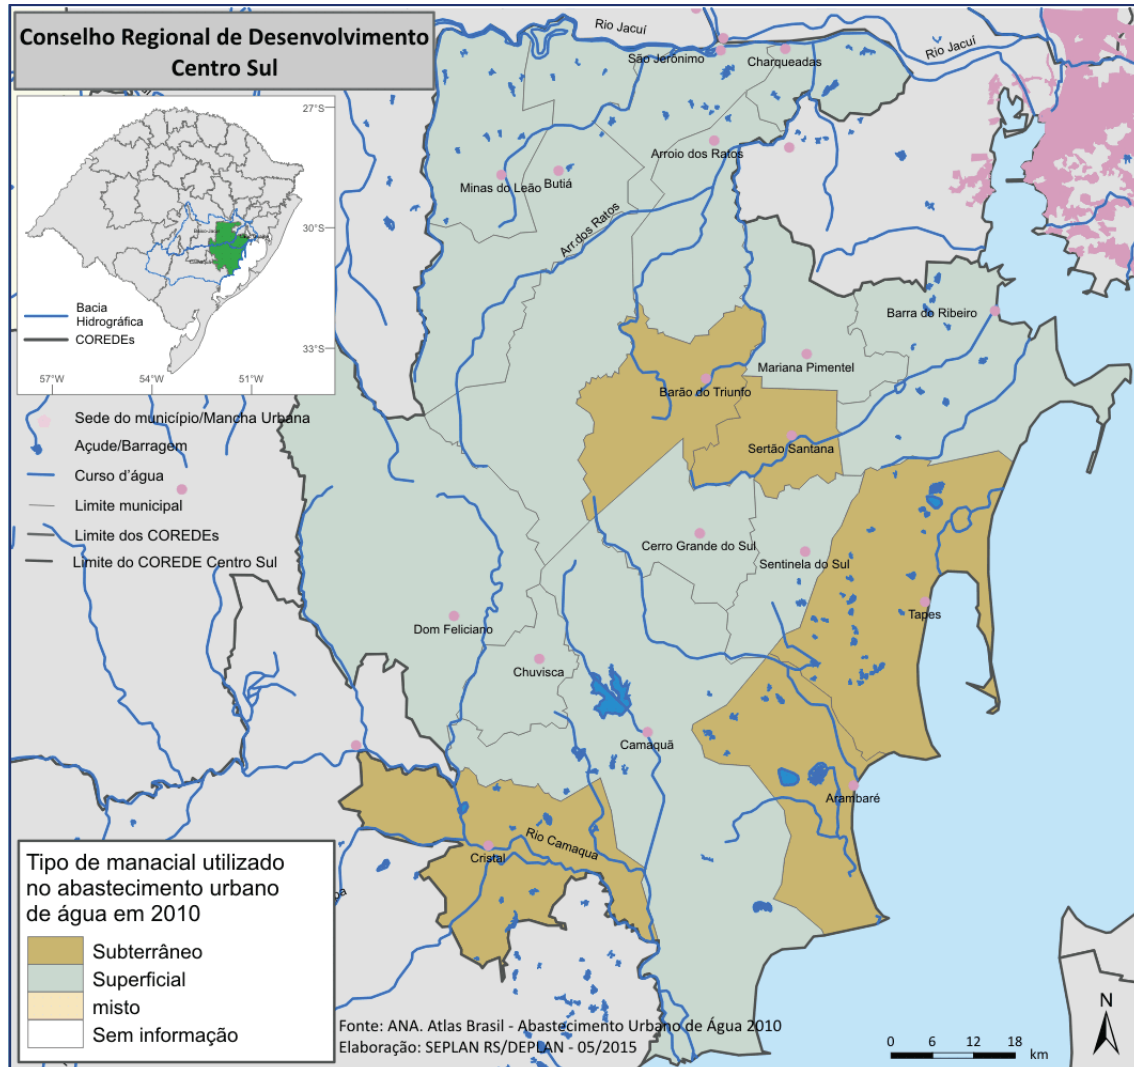 Conselho Regional de Desenvolvimento
Centro Sul
27°S
30°S
33°S
57°W
54°W
51°W
Bacia
Hidrográfica
COREDEs
Sede do município/Mancha Urbana
Açude/Barragem
Curso d'água
Limite municipal
Limite dos COREDEs
Limite do COREDE Centro Sul
Rio Jacuí
Rio Jacuí
São Jerônimo
Charqueadas
Arroio dos Ratos
Minas do Leão
Butiá
Arr.dos Ratos
Barra do Ribeiro
Mariana Pimentel
Barão do Triunfo
Sertão Santana
Cerro Grande do Sul
Sentinela do Sul
Tapes
Dom Feliciano
Chuvisca
Camaquã
Arambaré
Rio Camaqua
Cristal
Tipo de manacial utilizado
no abastecimento urbano
de água em 2010
Subterrâneo
Superficial
misto
Sem informação
Fonte: ANA. Atlas Brasil - Abastecimento Urbano de Água 2010
Elaboração: SEPLAN RS/DEPLAN - 05/2015
N
0 6 12 18
km